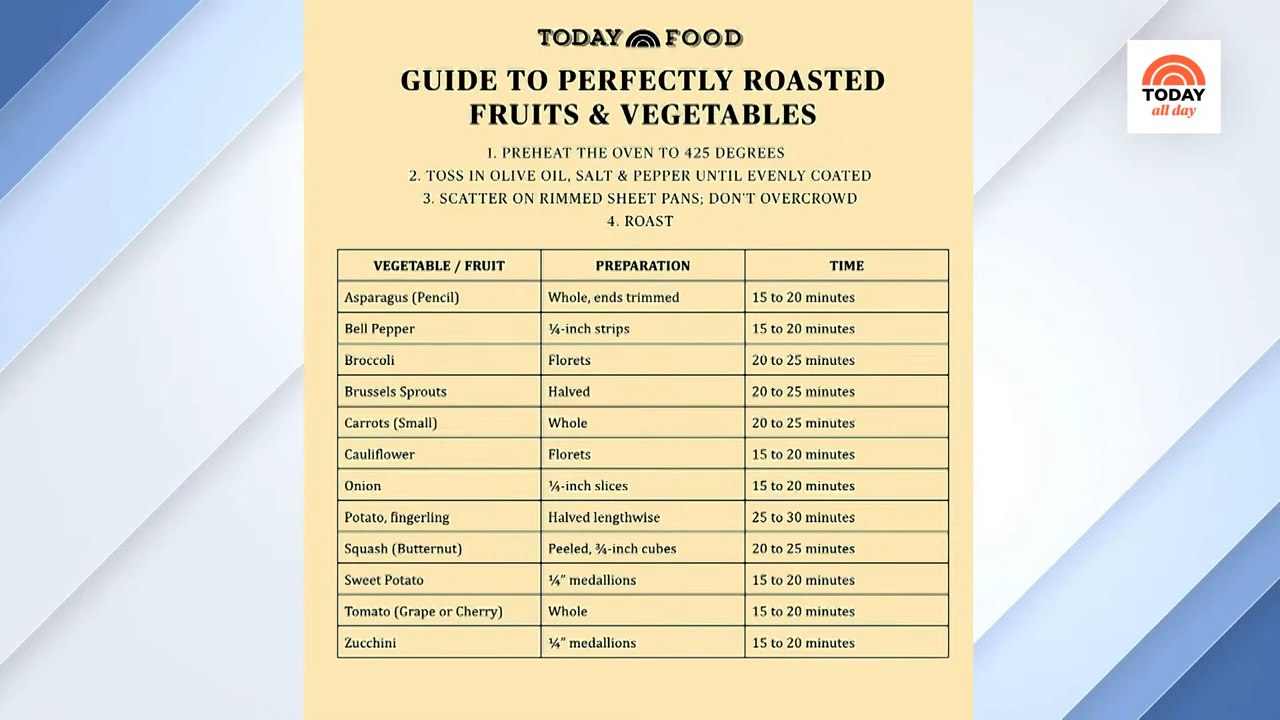 TODAY FOOD
GUIDE TO PERFECTLY ROASTED
FRUITS & VEGETABLES
1. PREHEAT THE OVEN TO 425 DEGREES
2. TOSS IN OLIVE OIL, SALT & PEPPER UNTIL EVENLY COATED
3. SCATTER ON RIMMED SHEET PANS; DON'T OVERCROWD
4. ROAST
VEGETABLE / FRUIT PREPARATION TIME
Asparagus (Pencil) Whole, ends trimmed 15 to 20 minutes
Bell Pepper ¼-inch strips 15 to 20 minutes
Broccoli Florets 20 to 25 minutes
Brussels Sprouts Halved 20 to 25 minutes
Carrots (Small) Whole 20 to 25 minutes
Cauliflower Florets 15 to 20 minutes
Onion ¼-inch slices 15 to 20 minutes
Potato, fingerling Halved lengthwise 25 to 30 minutes
Squash (Butternut) Peeled, ¾-inch cubes 20 to 25 minutes
Sweet Potato ¼” medallions 15 to 20 minutes
Tomato (Grape or Cherry) Whole 15 to 20 minutes
Zucchini ¼” medallions 15 to 20 minutes
TODAY
all day